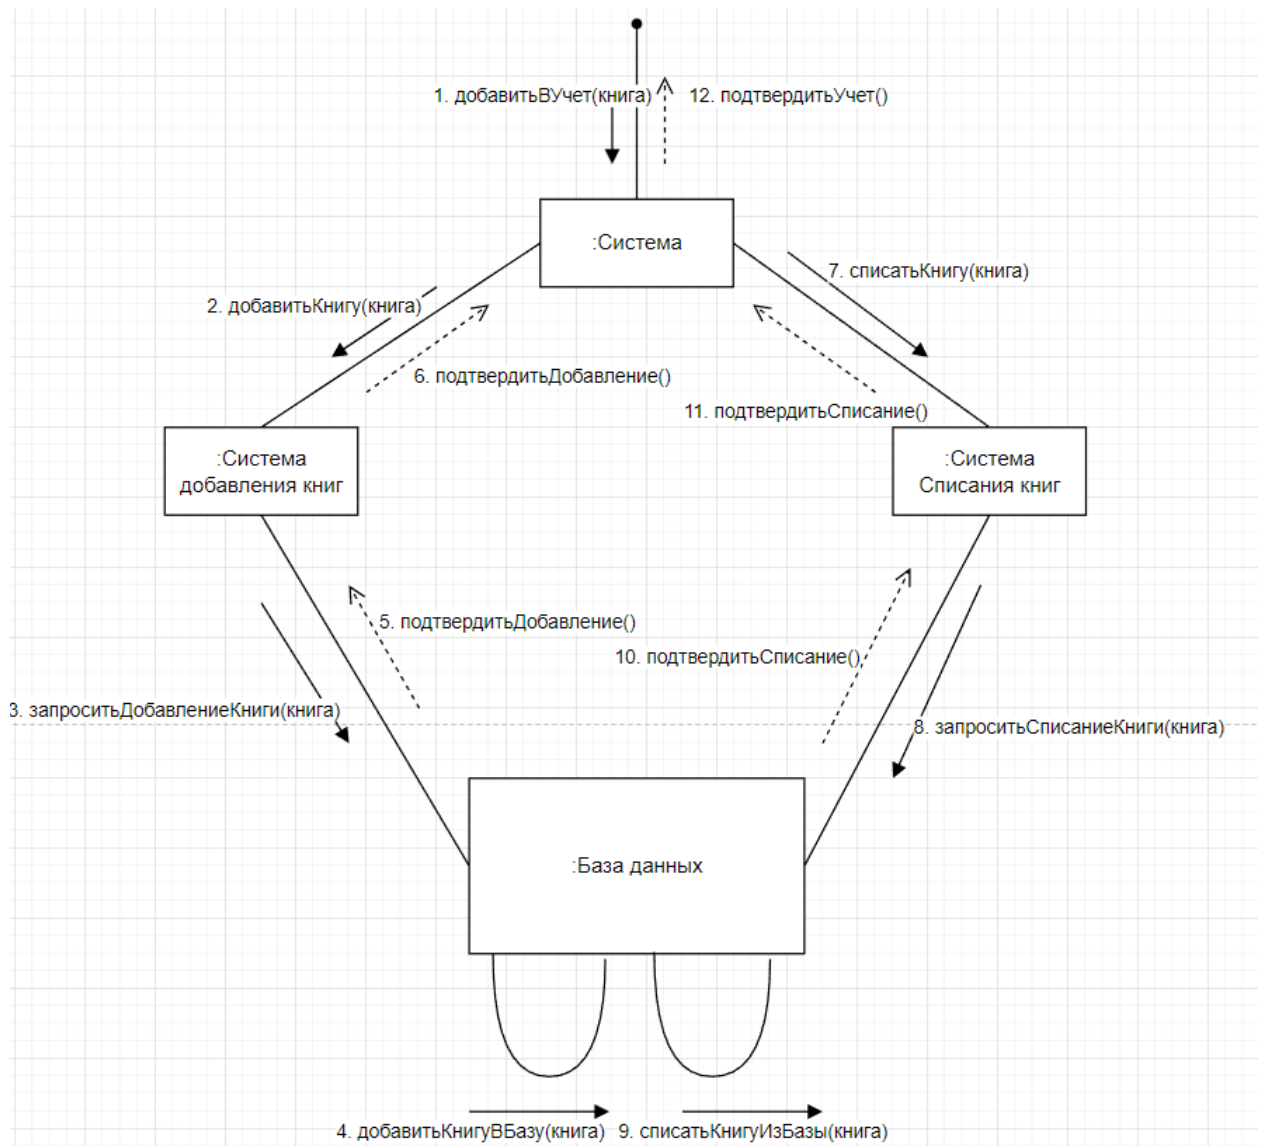 1. добавитьВУчет(книга)
12. подтвердитьУчет()
:Система
7. списатьКнигу(книга)
2. добавитьКнигу(книга)
6. подтвердитьДобавление()
11. подтвердитьСписание()
:Система
добавления книг
:Система
Списания книг
5. подтвердитьДобавление()
10. подтвердитьСписание()
3. запроситьДобавлениеКниги(книга)
8. запроситьСписаниеКниги(книга)
:База данных
4. добавитьКнигуВБазу(книга)
9. списатьКнигуИзБазы(книга)